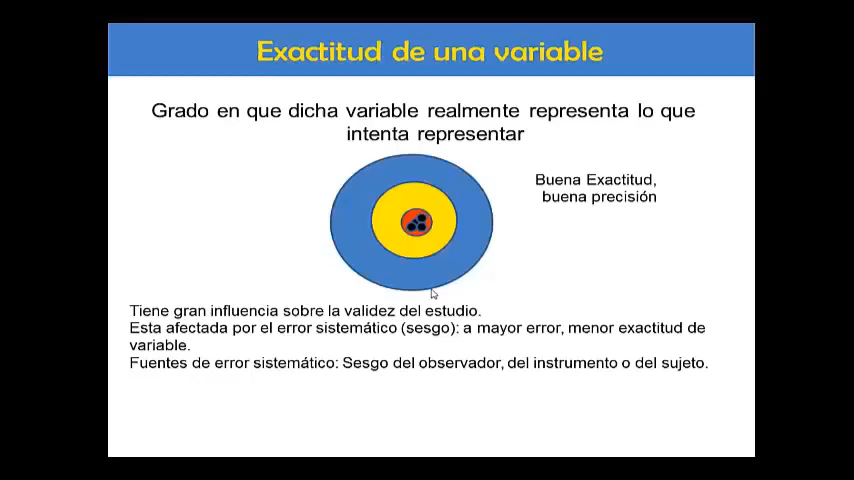 Exactitud de una variable
Grado en que dicha variable realmente representa lo que
intenta representar
Buena Exactitud,
buena precisión
Tiene gran influencia sobre la validez del estudio.
Esta afectada por el error sistemático (sesgo): a mayor error, menor exactitud de
variable.
Fuentes de error sistemático: Sesgo del observador, del instrumento o del sujeto.